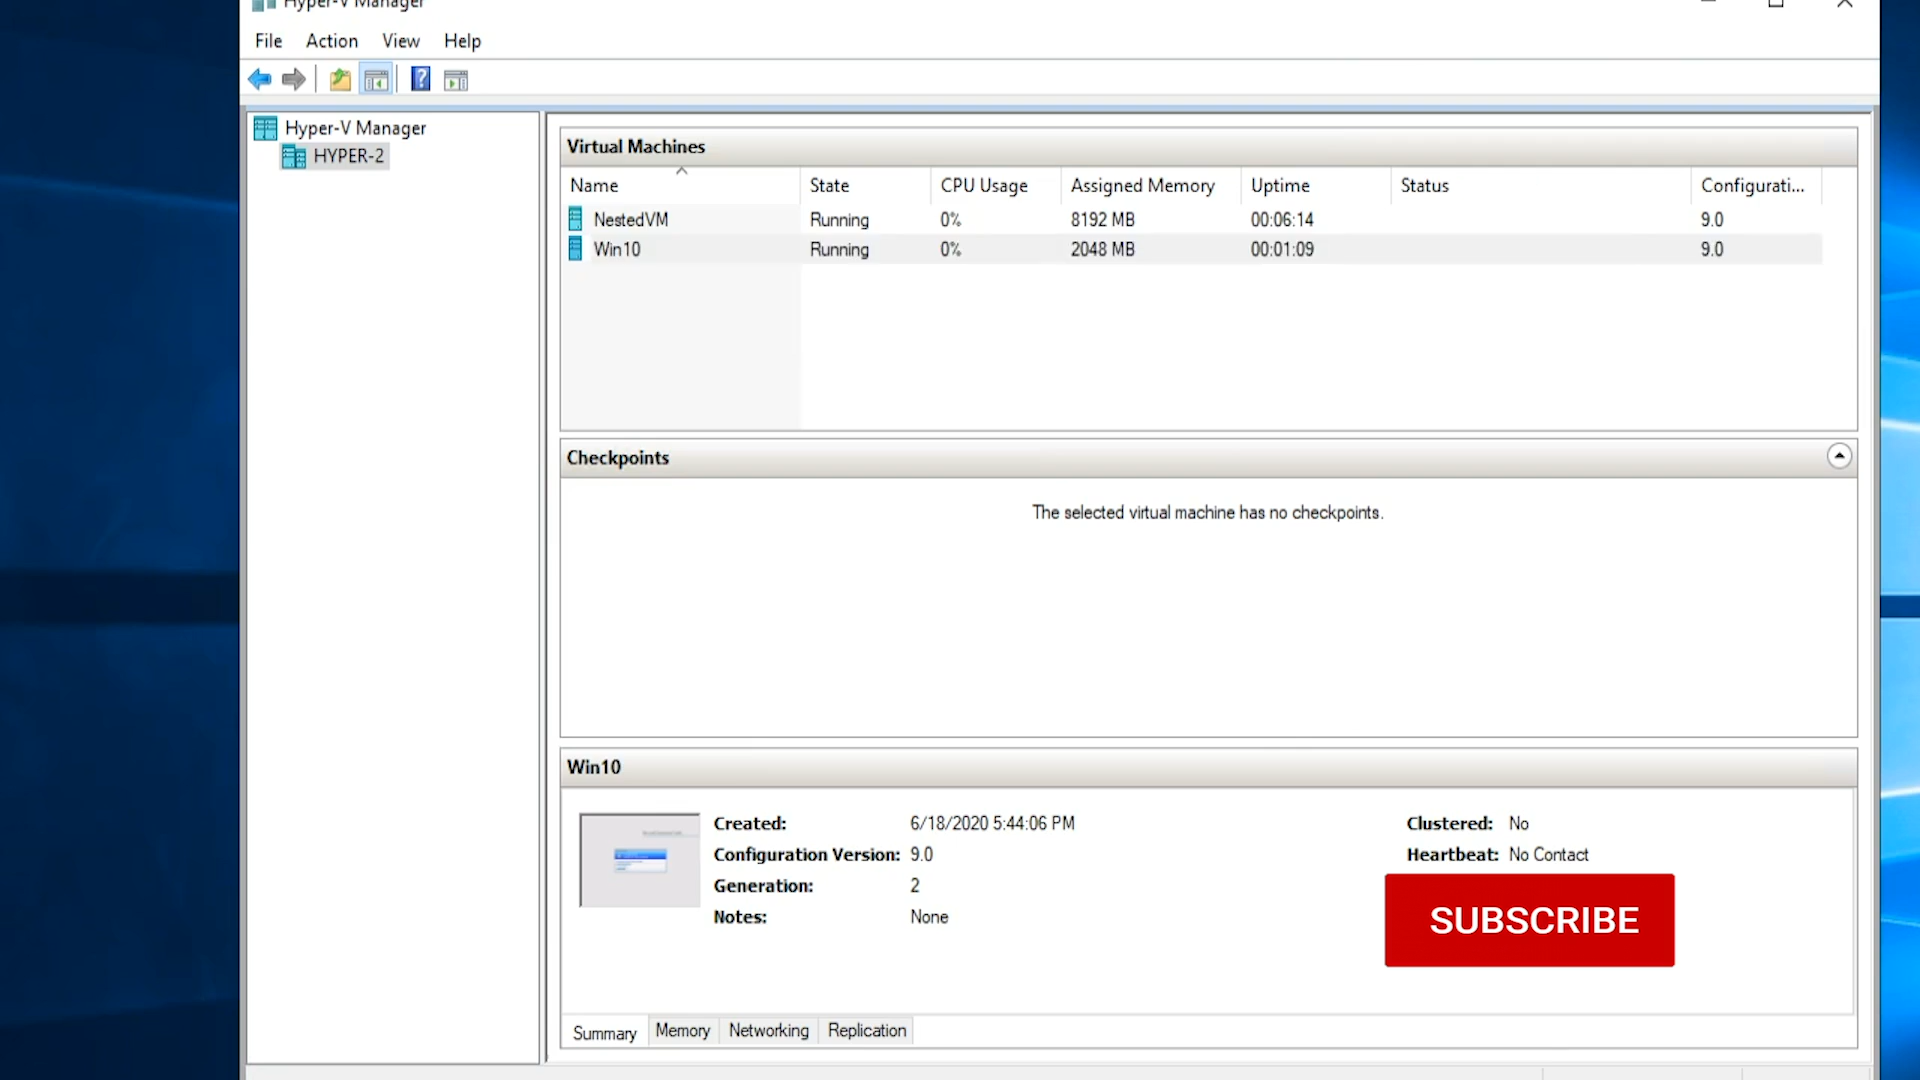 Hyper-V Manager
File Action View Help
Hyper-V Manager
HYPER-2
Virtual Machines
Name State CPU Usage Assigned Memory Uptime Status Configurati...
NestedVM Running 0% 8192 MB 00:06:14 9.0
Win10 Running 0% 2048 MB 00:01:09 9.0
Checkpoints
The selected virtual machine has no checkpoints.
Win10
Created: 6/18/2020 5:44:06 PM Clustered: No
Configuration Version: 9.0 Heartbeat: No Contact
Generation: 2
Notes: None
SUBSCRIBE
Summary Memory Networking Replication